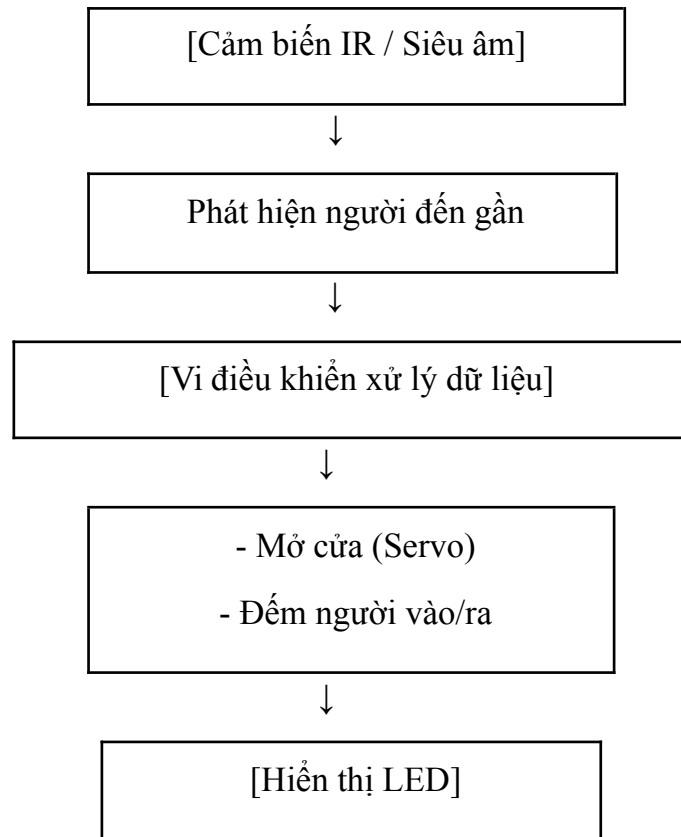 [Cảm biến IR / Siêu âm]
↓
Phát hiện người đến gần
↓
[Vi điều khiển xử lý dữ liệu]
↓
- Mở cửa (Servo)
- Đếm người vào/ra
↓
[Hiển thị LED]